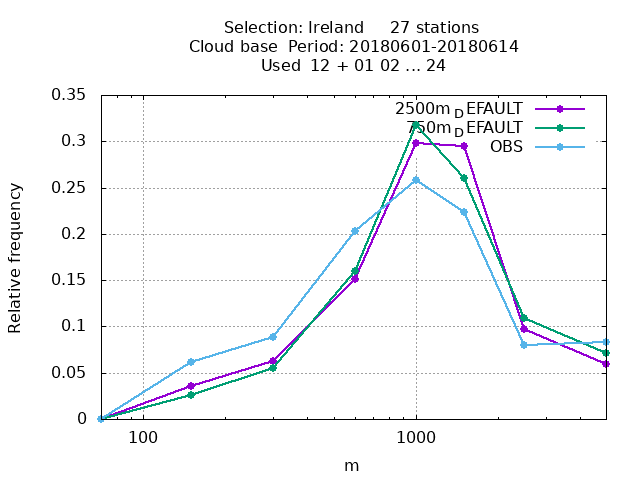 Selection: Ireland 27 stations
Cloud base Period: 20180601-20180614
Used 12 + 01 02 ... 24
0.35
0.3
0.25
0.2
0.15
0.1
0.05
0
Relative frequency
2500m_DEFAULT
750m_DEFAULT
OBS
100
1000
m